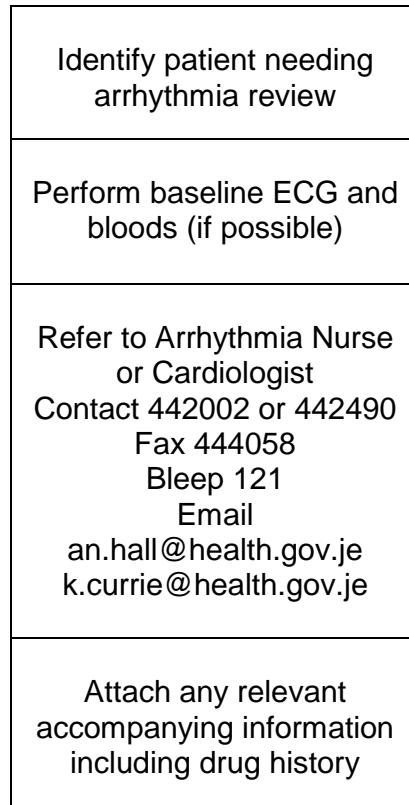 Identify patient needing
arrhythmia review
Perform baseline ECG and
bloods (if possible)
Refer to Arrhythmia Nurse
or Cardiologist
Contact 442002 or 442490
Fax 444058
Bleep 121
Email
an.hall@health.gov.je
k.currie@health.gov.je
Attach any relevant
accompanying information
including drug history